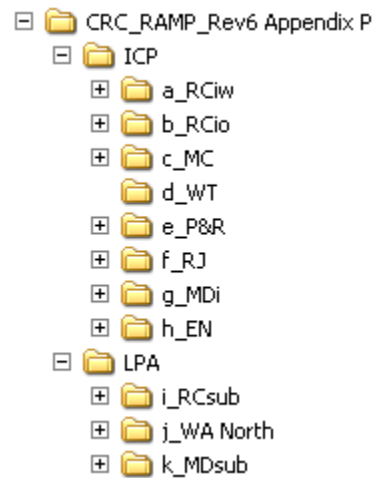 CRC_RAMP_Rev6 Appendix P
ICP
a_RCiw
b_RCio
c_MC
d_WT
e_P&R
f_RJ
g_MDi
h_EN
LPA
i_RCsub
j_WA North
k_MDsub